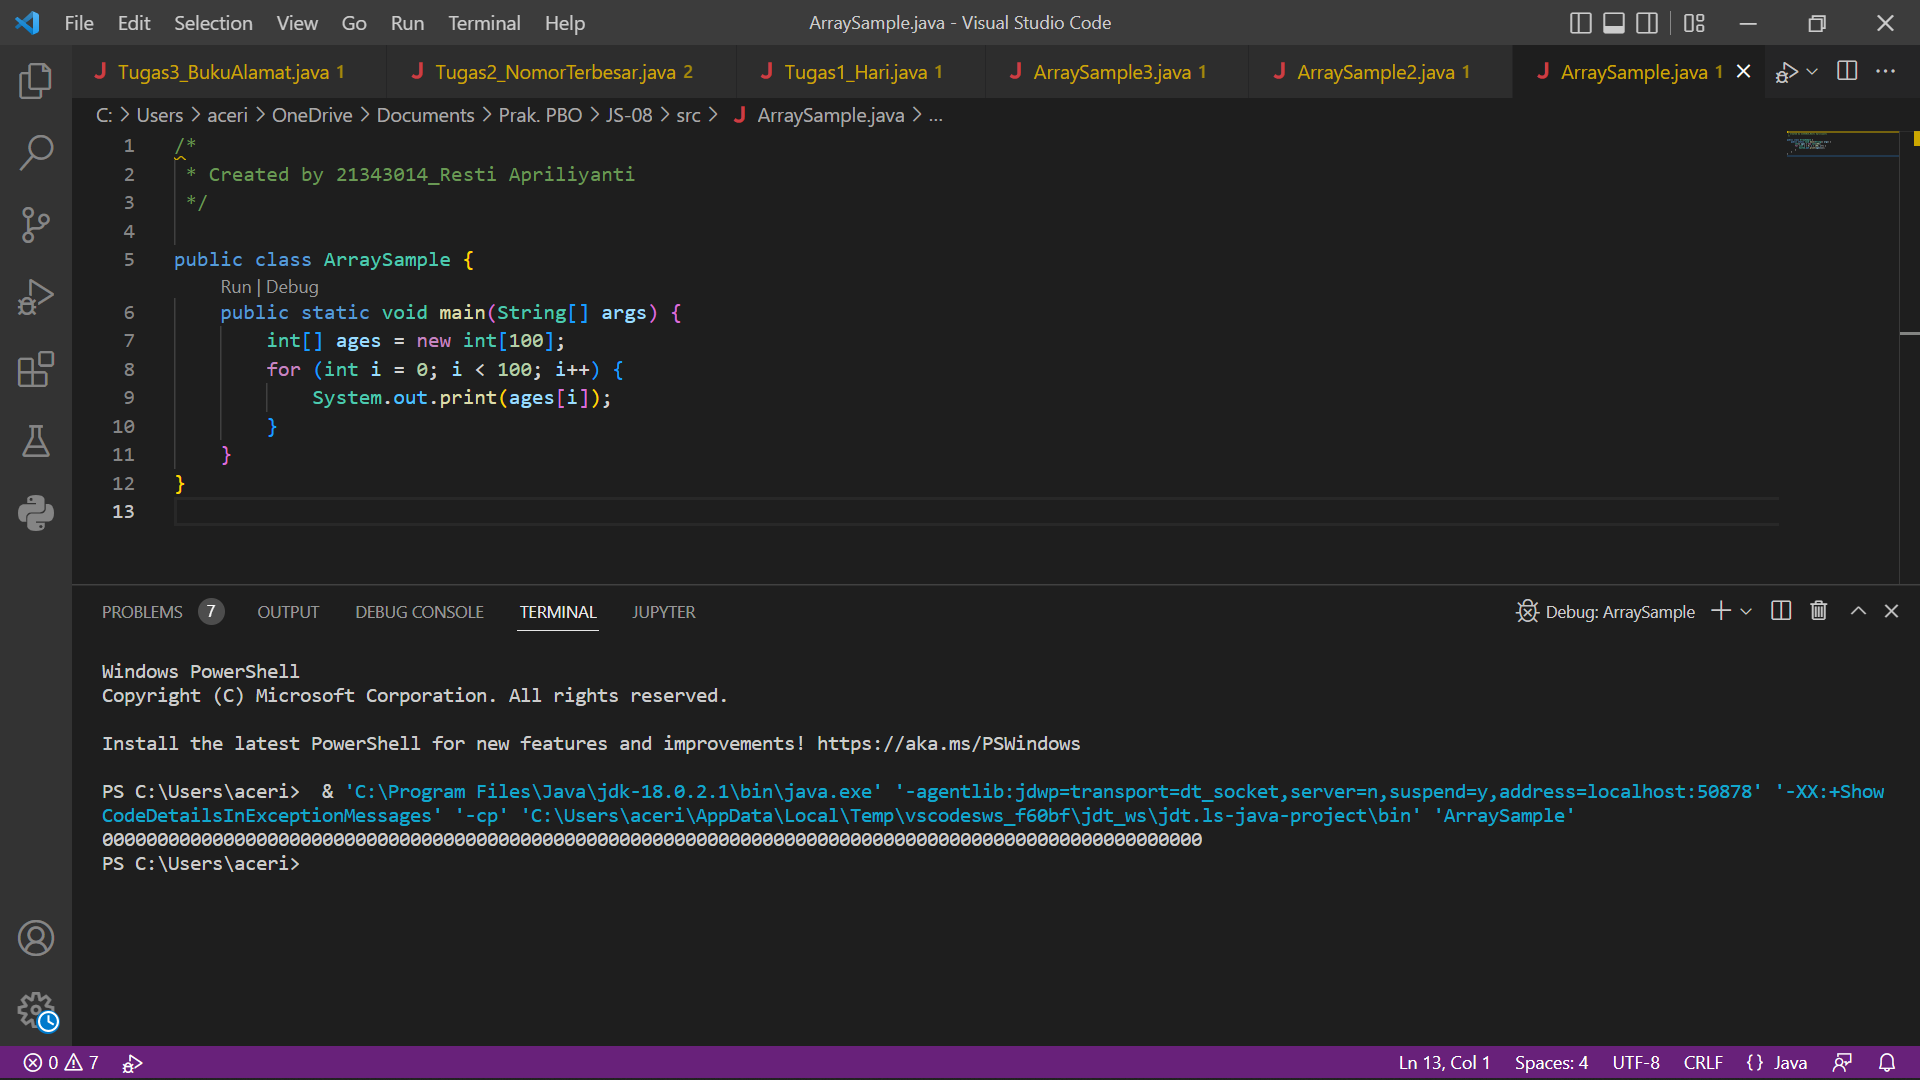 File Edit Selection View Go Run Terminal Help ArraySample.java - Visual Studio Code
Tugas3_BukuAlamat.java 1 Tugas2_NomorTerbesar.java 2 Tugas1_Hari.java 1 ArraySample3.java 1 ArraySample2.java 1 ArraySample.java 1
C: > Users > aceri > OneDrive > Documents > Prak. PBO > JS-08 > src > J ArraySample.java > ...
1 /*
2 * Created by 21343014_Resti Apriliyanti
3 */
4
5 public class ArraySample {
Run | Debug
6 public static void main(String[] args) {
7 int[] ages = new int[100];
8 for (int i = 0; i < 100; i++) {
9 System.out.print(ages[i]);
10 }
11 }
12 }
13
PROBLEMS 7 OUTPUT DEBUG CONSOLE TERMINAL JUPYTER Debug: ArraySample
Windows PowerShell
Copyright (C) Microsoft Corporation. All rights reserved.
Install the latest PowerShell for new features and improvements! https://aka.ms/PSWindows
PS C:\Users\aceri>  & 'C:\Program Files\Java\jdk-18.0.2.1\bin\java.exe' '-agentlib:jdwp=transport=dt_socket,server=n,suspend=y,address=localhost:50878' '-XX:+Show
CodeDetailsInExceptionMessages' '-cp' 'C:\Users\aceri\AppData\Local\Temp\vscodesws_f60bf\jdt_ws\jdt.ls-java-project\bin' 'ArraySample'
0000000000000000000000000000000000000000000000000000000000000000000000000000000000000000000000000000
PS C:\Users\aceri>
0 7 Ln 13, Col 1 Spaces: 4 UTF-8 CRLF {} Java